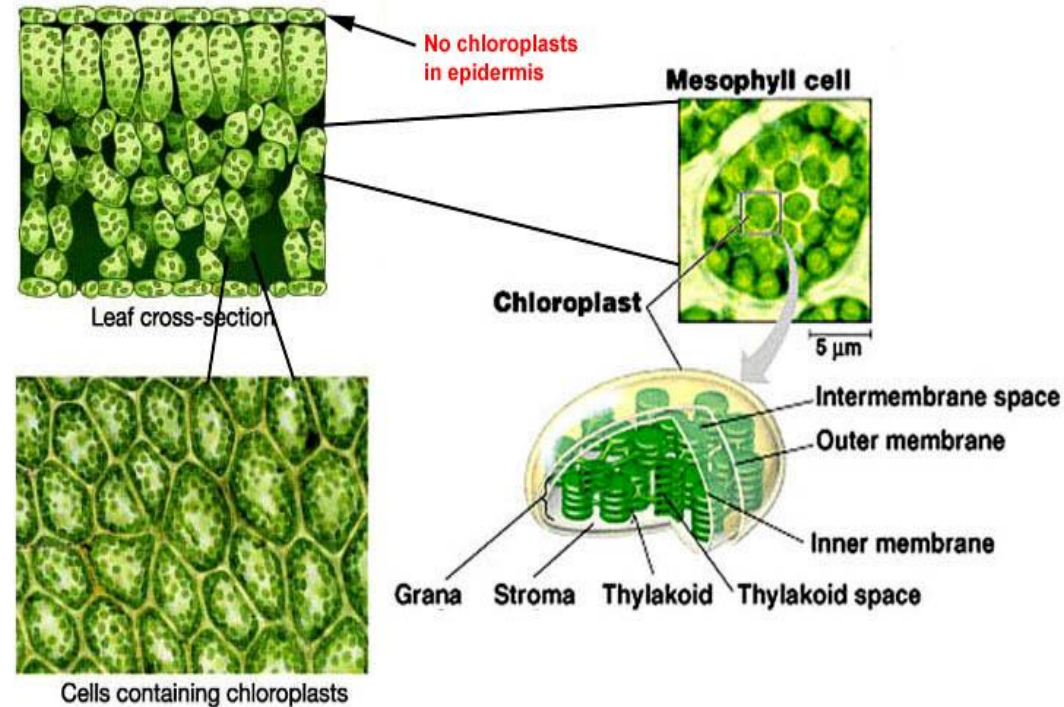 No chloroplasts
in epidermis
Mesophyll cell
Leaf cross-section
Chloroplast
5 µm
Intermembrane space
Outer membrane
Inner membrane
Grana
Stroma
Thylakoid
Thylakoid space
Cells containing chloroplasts